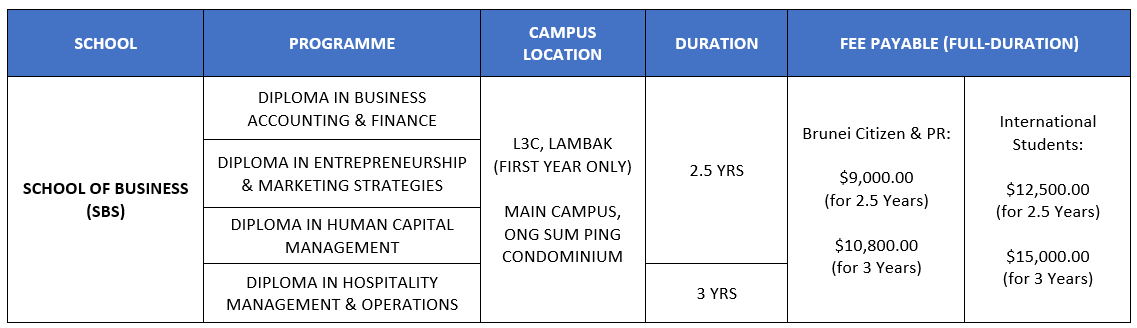 SCHOOL
PROGRAMME
CAMPUS
LOCATION
DURATION
FEE PAYABLE (FULL-DURATION)
SCHOOL OF BUSINESS
(SBS)
DIPLOMA IN BUSINESS
ACCOUNTING & FINANCE
DIPLOMA IN ENTREPRENEURSHIP
& MARKETING STRATEGIES
DIPLOMA IN HUMAN CAPITAL
MANAGEMENT
DIPLOMA IN HOSPITALITY
MANAGEMENT & OPERATIONS
L3C, LAMBAK
(FIRST YEAR ONLY)
MAIN CAMPUS,
ONG SUM PING
CONDOMINIUM
2.5 YRS
3 YRS
Brunei Citizen & PR:
$9,000.00
(for 2.5 Years)
$10,800.00
(for 3 Years)
International
Students:
$12,500.00
(for 2.5 Years)
$15,000.00
(for 3 Years)